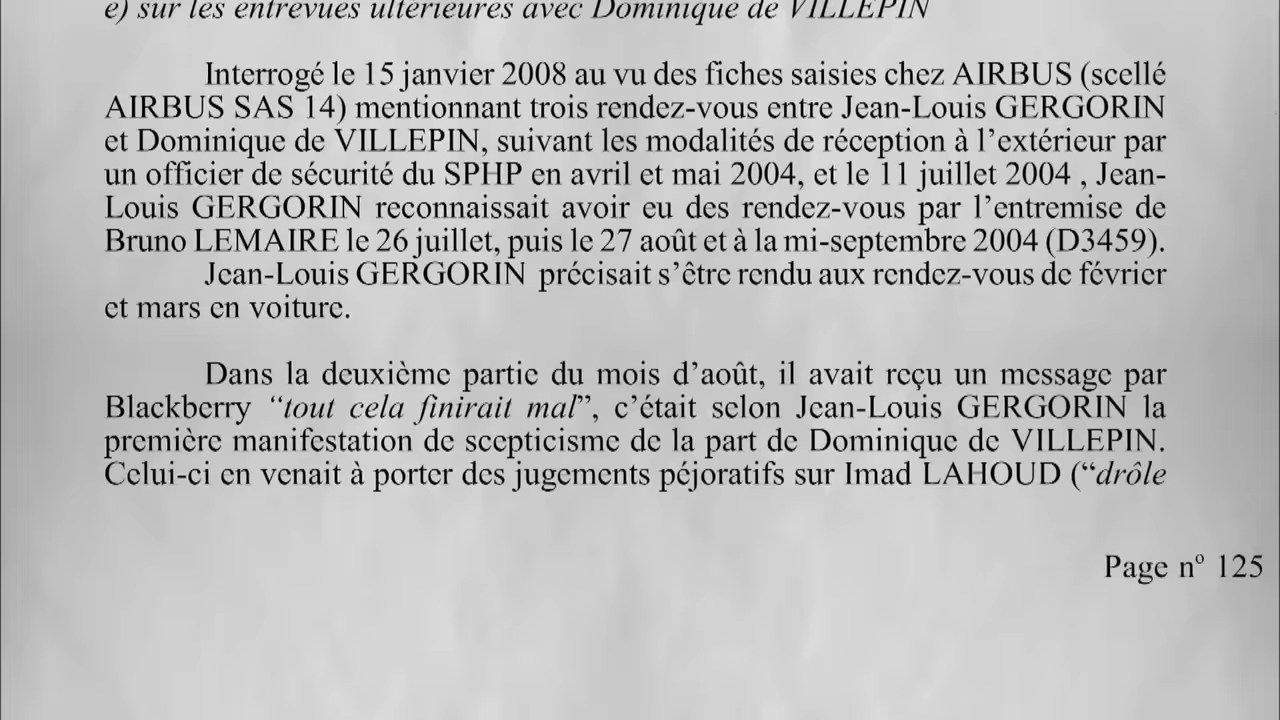 e) sur les entrevues ultérieures avec Dominique de VILLEPIN
Interrogé le 15 janvier 2008 au vu des fiches saisies chez AIRBUS (scellé
AIRBUS SAS 14) mentionnant trois rendez-vous entre Jean-Louis GERGORIN
et Dominique de VILLEPIN, suivant les modalités de réception à l’extérieur par
un officier de sécurité du SPHP en avril et mai 2004, et le 11 juillet 2004 , Jean-
Louis GERGORIN reconnaissait avoir eu des rendez-vous par l’entremise de
Bruno LEMAIRE le 26 juillet, puis le 27 août et à la mi-septembre 2004 (D3459).
Jean-Louis GERGORIN précisait s’être rendu aux rendez-vous de février
et mars en voiture.
Dans la deuxième partie du mois d’août, il avait reçu un message par
Blackberry “tout cela finirait mal”, c’était selon Jean-Louis GERGORIN la
première manifestation de scepticisme de la part de Dominique de VILLEPIN.
Celui-ci en venait à porter des jugements péjoratifs sur Imad LAHOUD (“drôle
Page nº 125